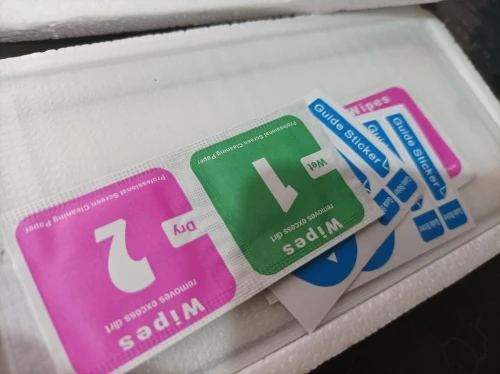 Wipes
removes excess dirt
2
Dry
Professional Screen Cleaning Paper
Wipes
removes excess dirt
1
Wet
Professional Screen Cleaning Paper
Guide Sticker
Guide Sticker
Wipes